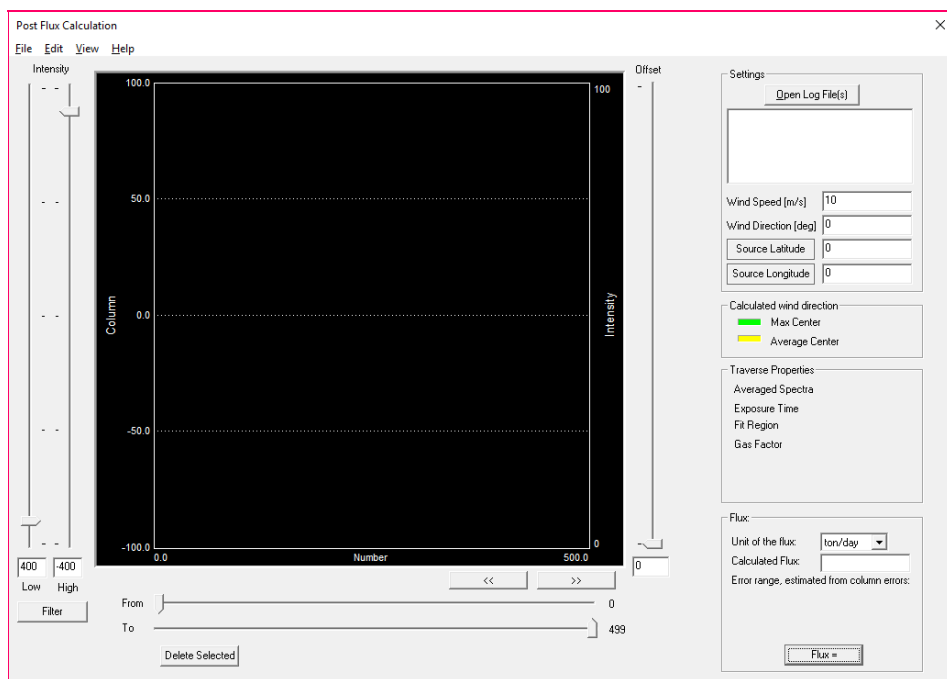 Post Flux Calculation
File Edit View Help
Intensity
Offset
100.0
50.0
0.0
-50.0
-100.0
Column
100
0
Intensity
0.0 Number 500.0
400 -400
Low High
Filter
0
<< >>
From 0
To 499
Delete Selected
Settings
Open Log File(s)
Wind Speed [m/s] 10
Wind Direction [deg] 0
Source Latitude 0
Source Longitude 0
Calculated wind direction
Max Center
Average Center
Traverse Properties
Averaged Spectra
Exposure Time
Fit Region
Gas Factor
Flux:
Unit of the flux: ton/day
Calculated Flux:
Error range, estimated from column errors:
Flux =